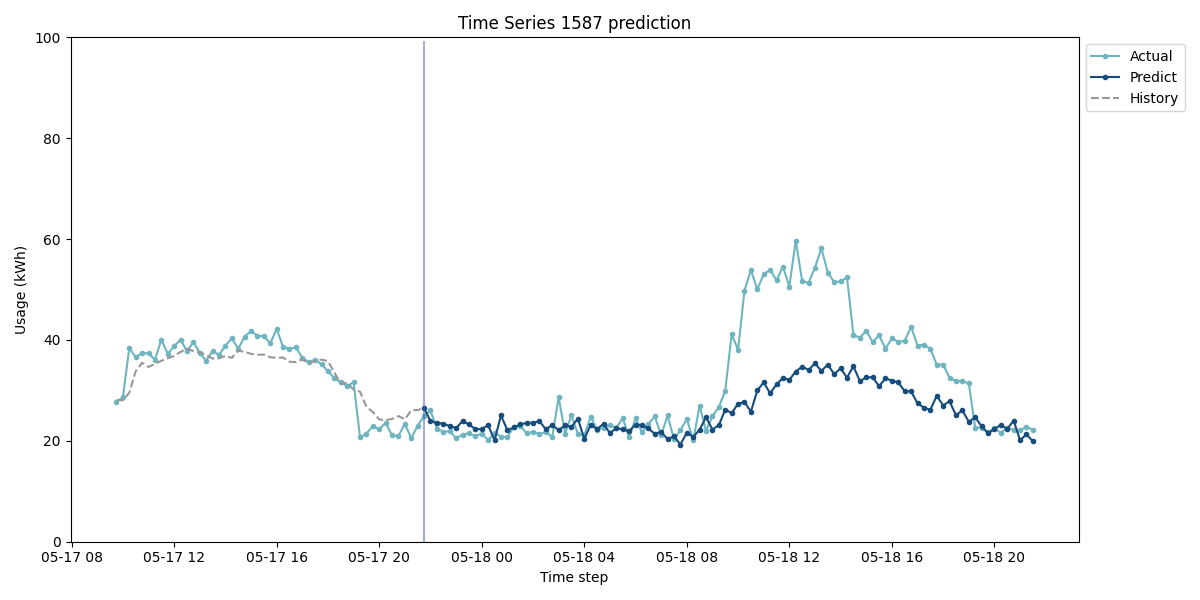 Time Series 1587 prediction
Actual
Predict
History
Usage (kWh)
100
80
60
40
20
0
05-17 08 05-17 12 05-17 16 05-17 20 05-18 00 05-18 04 05-18 08 05-18 12 05-18 16 05-18 20
Time step